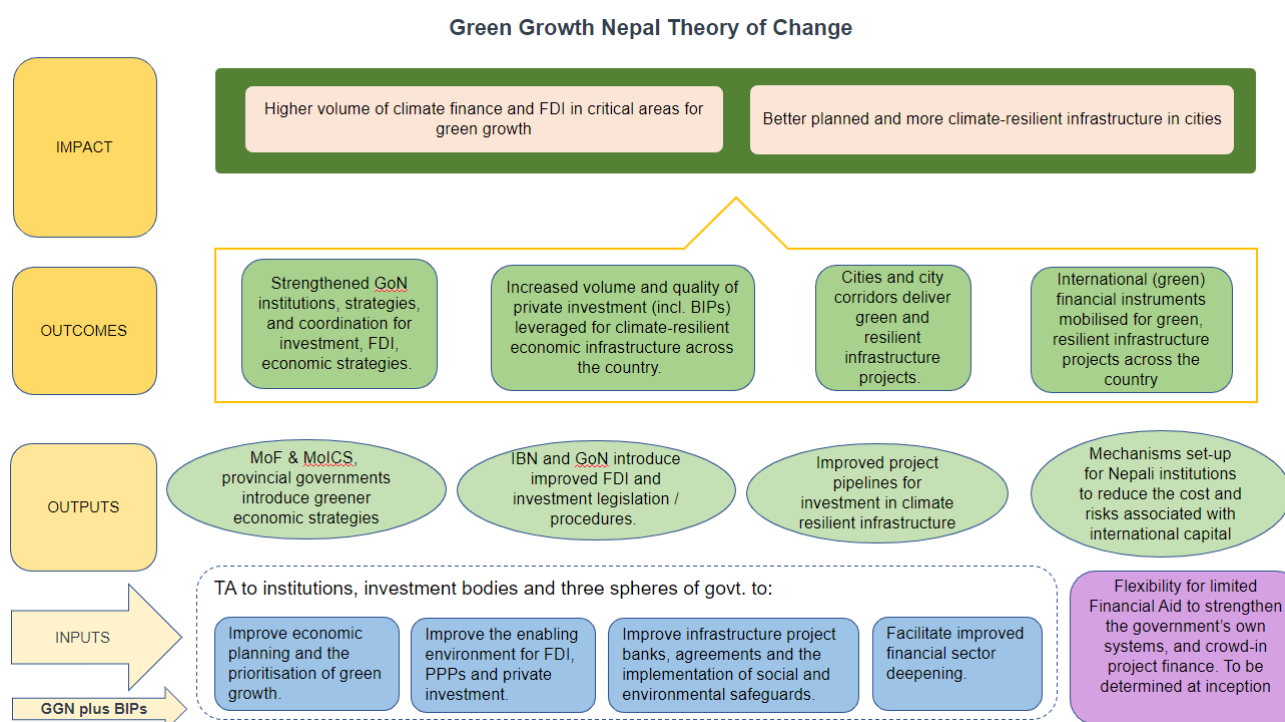 Green Growth Nepal Theory of Change
IMPACT
Higher volume of climate finance and FDI in critical areas for
green growth
Better planned and more climate-resilient infrastructure in cities
OUTCOMES
Strengthened GoN
institutions, strategies,
and coordination for
investment, FDI,
economic strategies.
Increased volume and quality of
private investment (incl. BIPs)
leveraged for climate-resilient
economic infrastructure across
the country.
Cities and city
corridors deliver
green and
resilient
infrastructure
projects.
International (green)
financial instruments
mobilised for green,
resilient infrastructure
projects across the
country
OUTPUTS
MoF & MoICS,
provincial governments
introduce greener
economic strategies
IBN and GoN introduce
improved FDI and
investment legislation /
procedures.
Improved project
pipelines for
investment in climate
resilient infrastructure
Mechanisms set-up
for Nepali institutions
to reduce the cost and
risks associated with
international capital
INPUTS
TA to institutions, investment bodies and three spheres of govt. to:
Improve economic
planning and the
prioritisation of green
growth.
Improve the enabling
environment for FDI,
PPPs and private
investment.
Improve infrastructure project
banks, agreements and the
implementation of social and
environmental safeguards.
Facilitate improved
financial sector
deepening.
Flexibility for limited
Financial Aid to strengthen
the government's own
systems, and crowd-in
project finance. To be
determined at inception
GGN plus BIPs